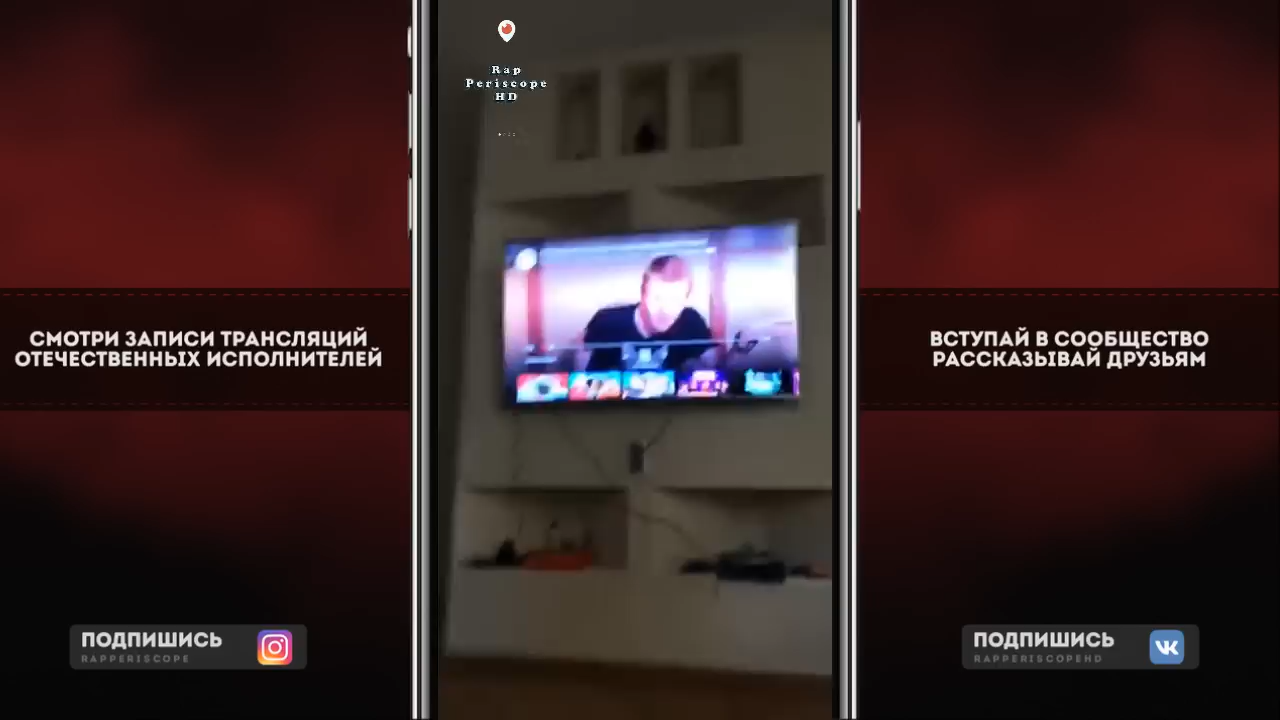 Rap
Periscope
HD
СМОТРИ ЗАПИСИ ТРАНСЛЯЦИЙ
ОТЕЧЕСТВЕННЫХ ИСПОЛНИТЕЛЕЙ
ВСТУПАЙ В СООБЩЕСТВО
РАССКАЗЫВАЙ ДРУЗЬЯМ
ПОДПИШИСЬ
RAPPERISCOPE
ПОДПИШИСЬ
RAPPERISCOPEHD